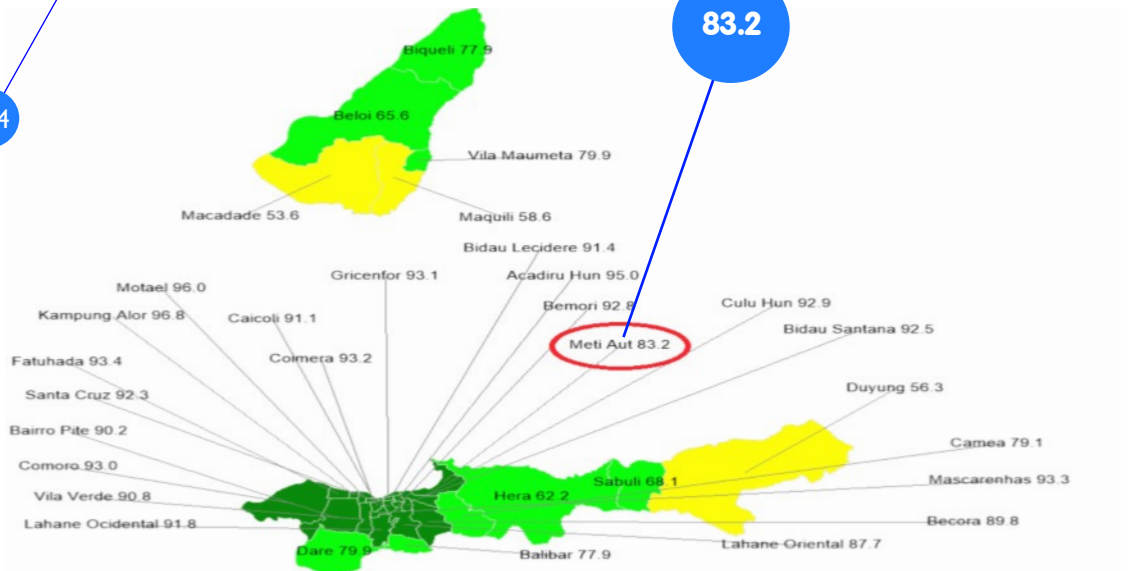 83.2
4
Biqueli 77.9
Beloi 65.6
Vila Maumeta 79.9
Macadade 53.6
Maquili 58.6
Bidau Lecidere 91.4
Gricenfor 93.1
Acadiru Hun 95.0
Motael 96.0
Bemori 92.8
Culu Hun 92.9
Kampung Alor 96.8
Caicoli 91.1
Bidau Santana 92.5
Meti Aut 83.2
Coimera 93.2
Fatuhada 93.4
Duyung 56.3
Santa Cruz 92.3
Bairro Pite 90.2
Camea 79.1
Comoro 93.0
Sabuli 68.1
Mascarenhas 93.3
Vila Verde 90.8
Hera 62.2
Lahane Ocidental 91.8
Becora 89.8
Lahane Oriental 87.7
Dare 79.9
Balibar 77.9